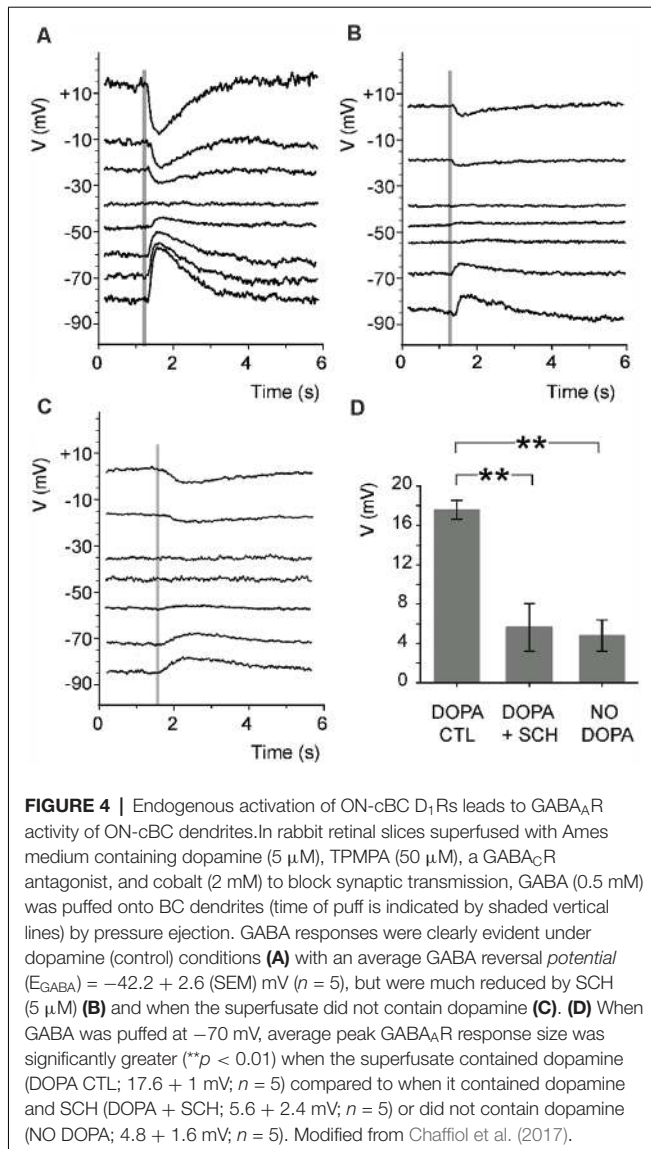 A
B
V (mV)
+10
-10
-30
-50
-70
-90
0 2 4 6
Time (s)
V (mV)
+10
-10
-30
-50
-70
-90
0 2 4 6
Time (s)
C
D
V (mV)
+10
-10
-30
-50
-70
-90
0 2 4 6
Time (s)
**
**
V (mV)
20
16
12
8
4
0
DOPA CTL
DOPA + SCH
NO DOPA
FIGURE 4 | Endogenous activation of ON-cBC D₁Rs leads to GABA_AR
activity of ON-cBC dendrites.In rabbit retinal slices superfused with Ames
medium containing dopamine (5 μM), TPMPA (50 μM), a GABA_CR
antagonist, and cobalt (2 mM) to block synaptic transmission, GABA (0.5 mM)
was puffed onto BC dendrites (time of puff is indicated by shaded vertical
lines) by pressure ejection. GABA responses were clearly evident under
dopamine (control) conditions (A) with an average GABA reversal potential
(E_GABA) = −42.2 + 2.6 (SEM) mV (n = 5), but were much reduced by SCH
(5 μM) (B) and when the superfusate did not contain dopamine (C). (D) When
GABA was puffed at −70 mV, average peak GABA_AR response size was
significantly greater (**p < 0.01) when the superfusate contained dopamine
(DOPA CTL; 17.6 + 1 mV; n = 5) compared to when it contained dopamine
and SCH (DOPA + SCH; 5.6 + 2.4 mV; n = 5) or did not contain dopamine
(NO DOPA; 4.8 + 1.6 mV; n = 5). Modified from Chaffiol et al. (2017).